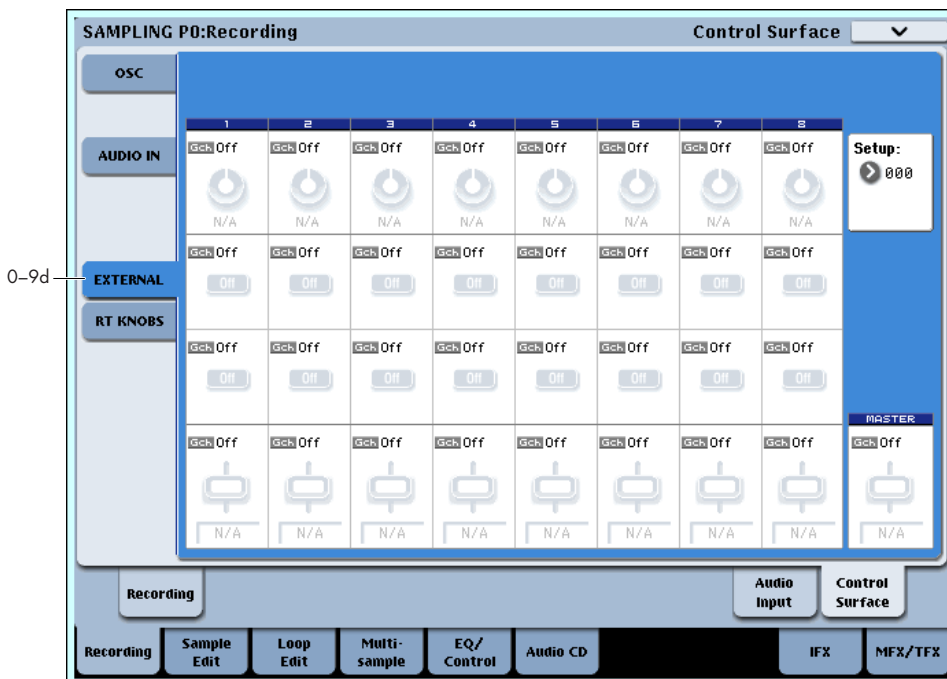 SAMPLING P0:Recording Control Surface
OSC
1 2 3 4 5 6 7 8
AUDIO IN
Gch Off Gch Off Gch Off Gch Off Gch Off Gch Off Gch Off Gch Off
Setup:
000
N/A N/A N/A N/A N/A N/A N/A N/A
Gch Off Gch Off Gch Off Gch Off Gch Off Gch Off Gch Off Gch Off
0–9d
EXTERNAL
Off Off Off Off Off Off Off Off
RT KNOBS
Gch Off Gch Off Gch Off Gch Off Gch Off Gch Off Gch Off Gch Off
Off Off Off Off Off Off Off Off
MASTER
Gch Off Gch Off Gch Off Gch Off Gch Off Gch Off Gch Off Gch Off Gch Off
N/A N/A N/A N/A N/A N/A N/A N/A N/A
Recording
Audio
Input
Control
Surface
Recording
Sample
Edit
Loop
Edit
Multi-
sample
EQ/
Control
Audio CD
IFX
MFX/TFX